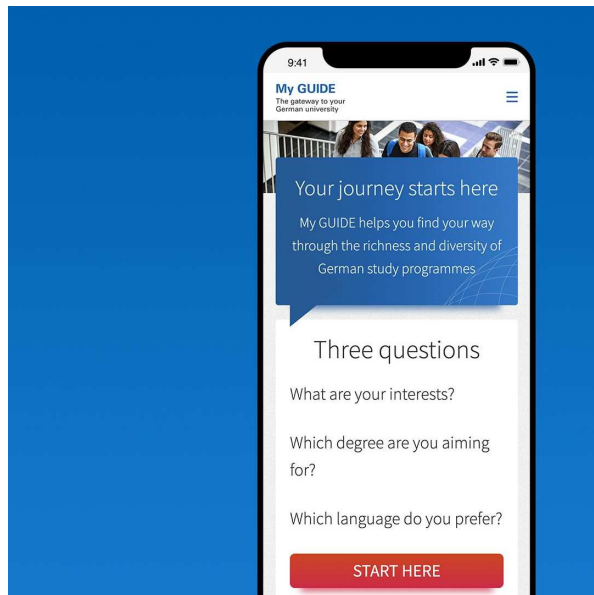 9:41
My GUIDE
The gateway to your
German university
Your journey starts here
My GUIDE helps you find your way
through the richness and diversity of
German study programmes
Three questions
What are your interests?
Which degree are you aiming
for?
Which language do you prefer?
START HERE